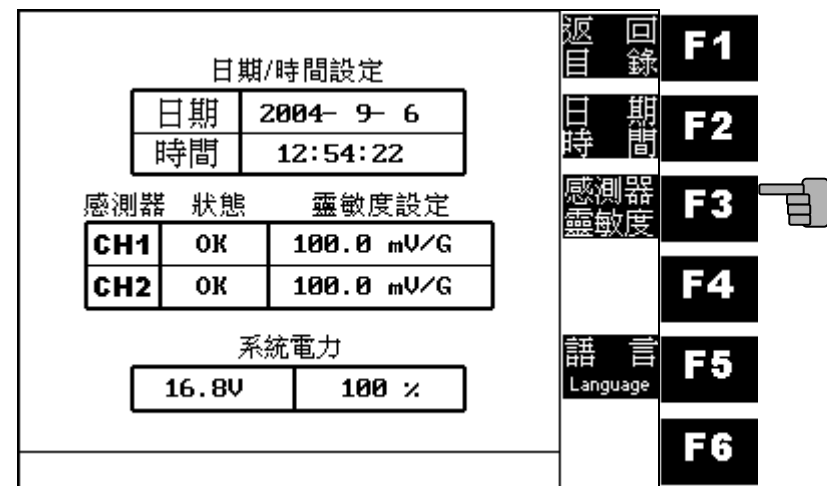 日期/時間設定
日期 2004- 9- 6
時間 12:54:22
感測器 狀態 靈敏度設定
CH1 OK 100.0 mV/G
CH2 OK 100.0 mV/G
系統電力
16.8V 100 %
返 回
目 錄
F1
日 期
時 間
F2
感測器
靈敏度
F3
F4
語 言
Language
F5
F6